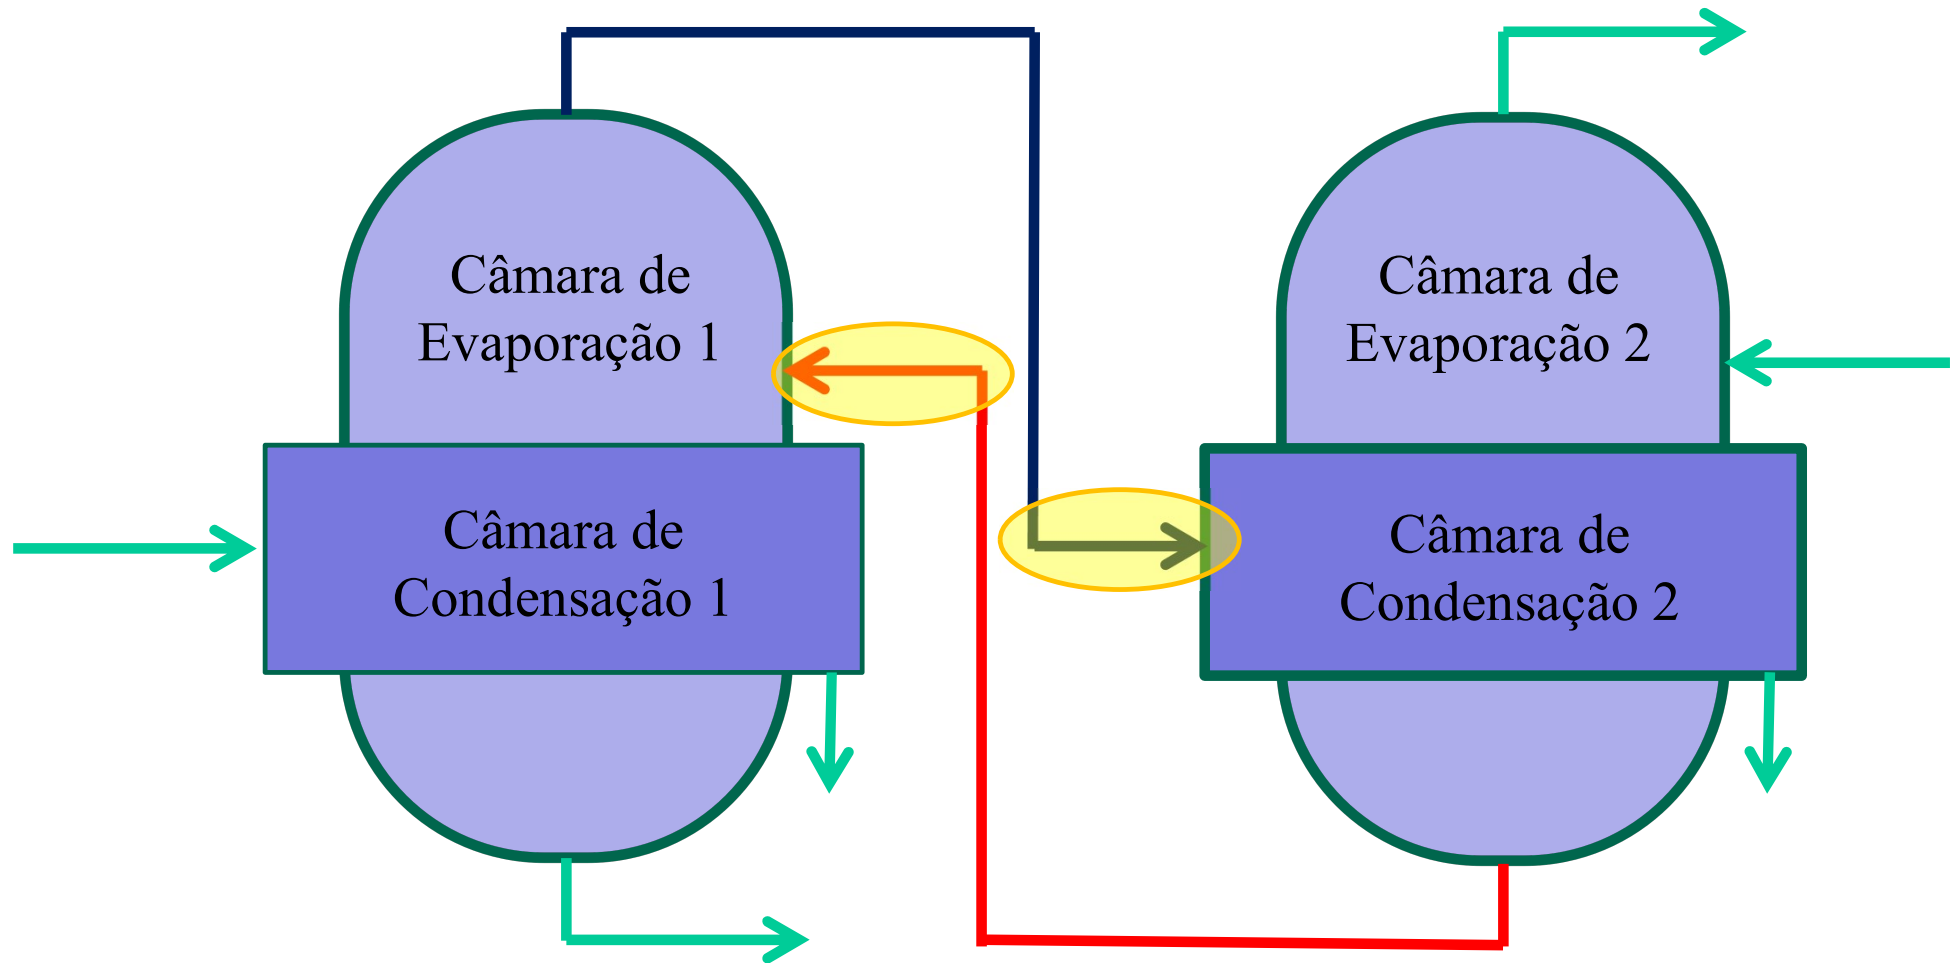 Câmara de
Evaporação 1
Câmara de
Condensação 1
Câmara de
Evaporação 2
Câmara de
Condensação 2